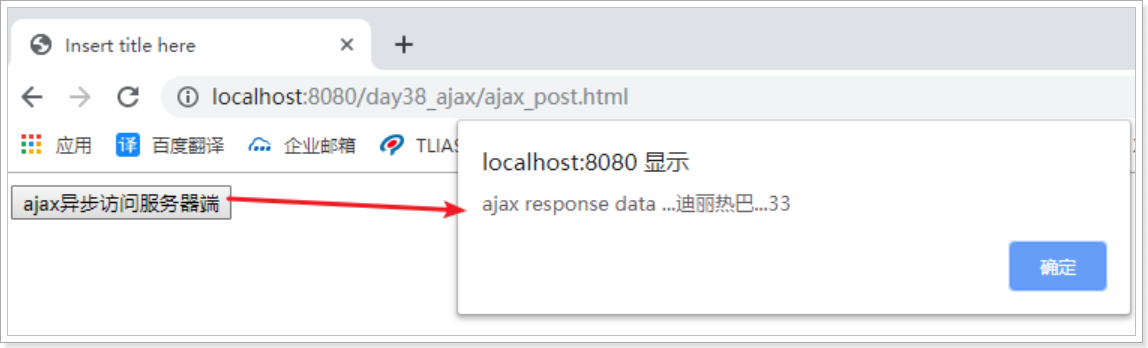 Insert title here
localhost:8080/day38_ajax/ajax_post.html
应用 译 百度翻译 企业邮箱 TLIAS
localhost:8080 显示
ajax异步访问服务器端
ajax response data ...迪丽热巴...33
确定